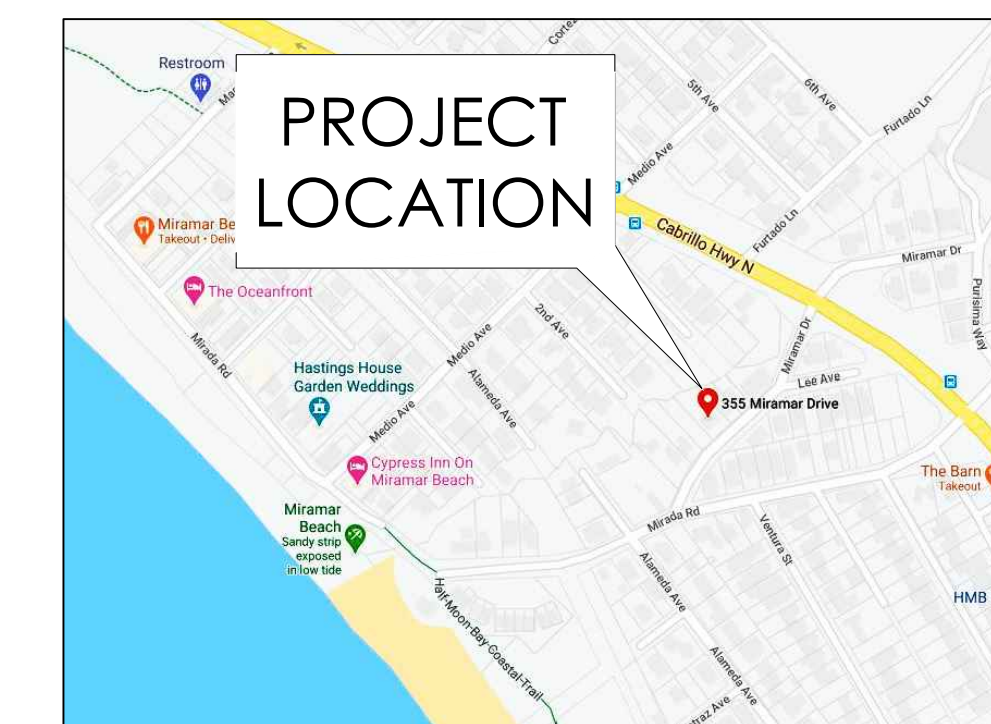 Restroom
PROJECT
LOCATION
Cortez
5th Ave
6th Ave
Furtado Ln
Medio Ave
Furtado Ln
Cabrillo Hwy N
Miramar Dr
Purisima Way
Miramar Be
Takeout • Deliv
The Oceanfront
2nd Ave
Mirada Rd
Medio Ave
Miramar Dr
Hastings House
Garden Weddings
Alameda Ave
Lee Ave
355 Miramar Drive
Medio Ave
Cypress Inn On
Miramar Beach
The Barn
Takeout
Miramar
Beach
Sandy strip
exposed
in low tide
Mirada Rd
Ventura St
Alameda Ave
HMB
Half-Moon-Bay-Coastal-Trail
Alameda Ave